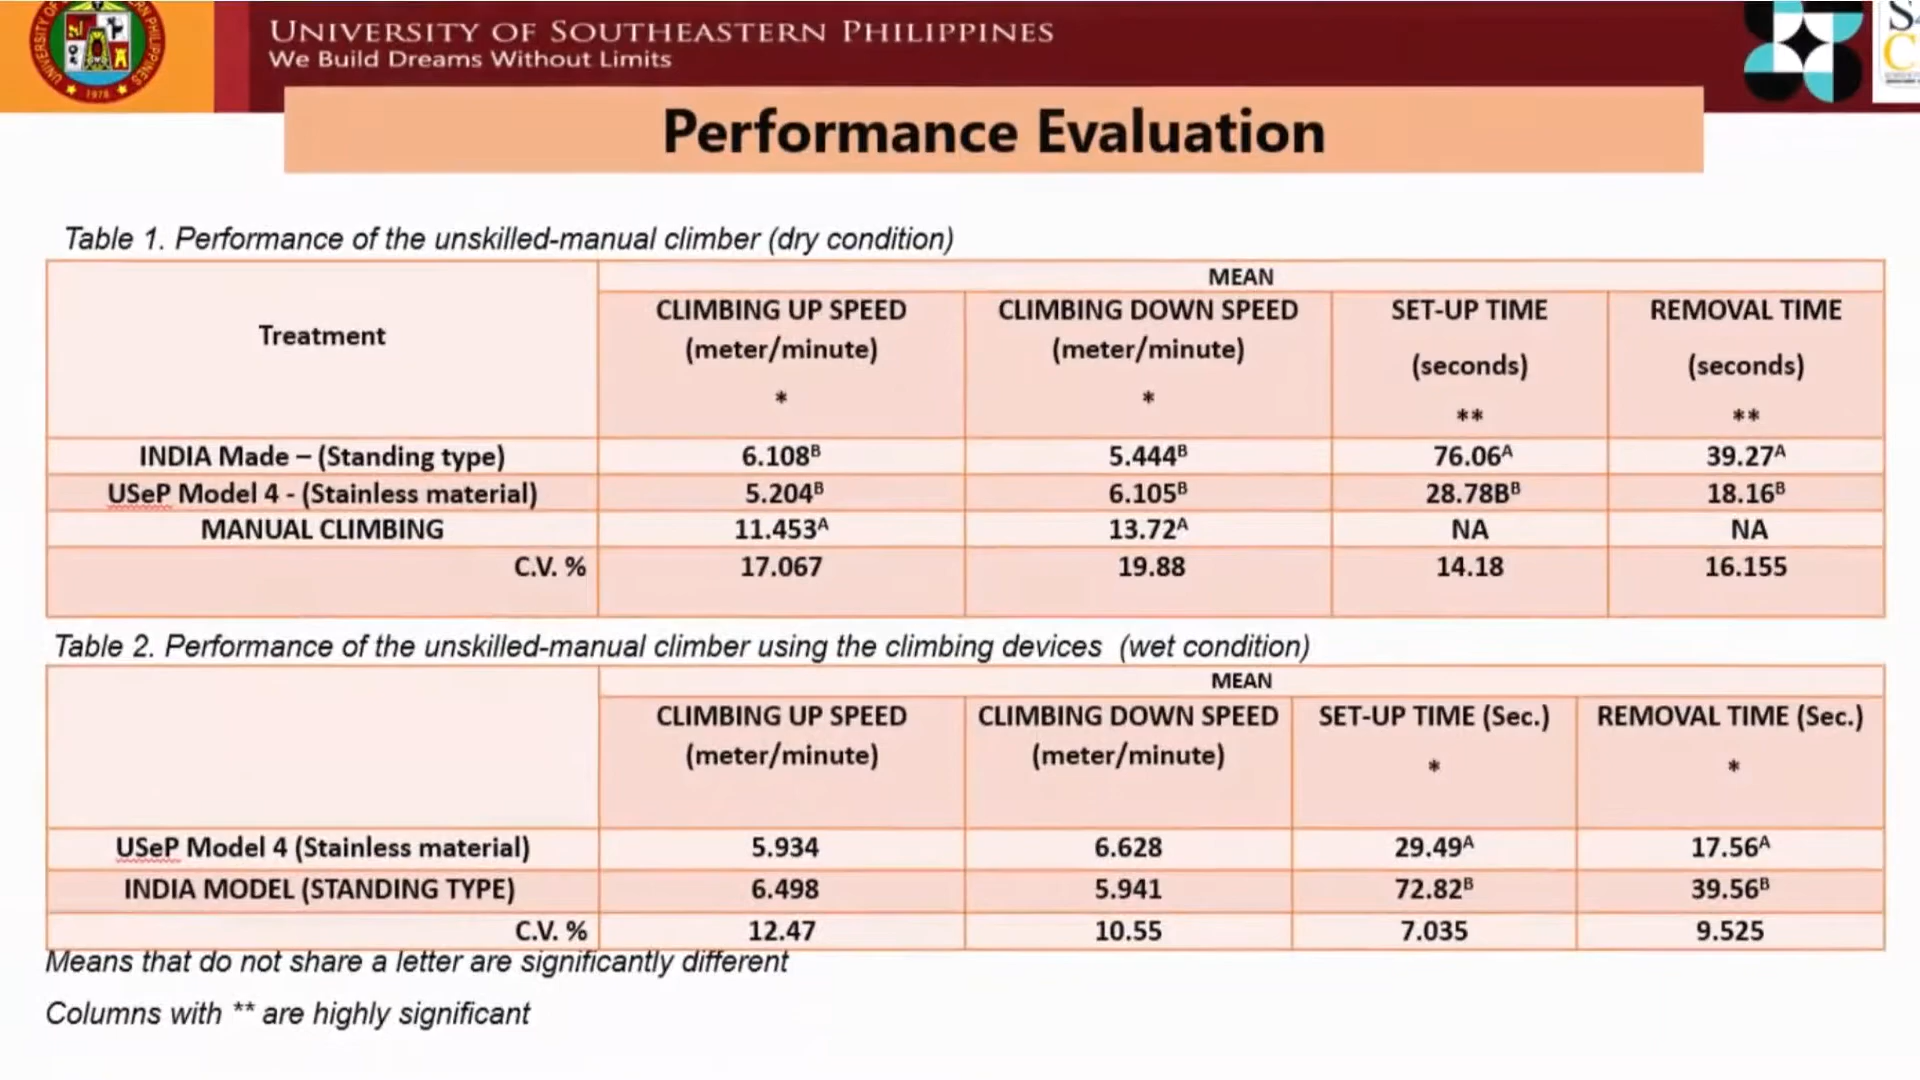 UNIVERSITY OF SOUTHEASTERN PHILIPPINES
We Build Dreams Without Limits
1978
Performance Evaluation
Table 1. Performance of the unskilled-manual climber (dry condition)
Treatment
MEAN
CLIMBING UP SPEED (meter/minute) *
CLIMBING DOWN SPEED (meter/minute) *
SET-UP TIME (seconds) **
REMOVAL TIME (seconds) **
INDIA Made – (Standing type) 6.108ᴮ 5.444ᴮ 76.06ᴬ 39.27ᴬ
USeP Model 4 - (Stainless material) 5.204ᴮ 6.105ᴮ 28.78Bᴮ 18.16ᴮ
MANUAL CLIMBING 11.453ᴬ 13.72ᴬ NA NA
C.V. % 17.067 19.88 14.18 16.155
Table 2. Performance of the unskilled-manual climber using the climbing devices (wet condition)
MEAN
CLIMBING UP SPEED (meter/minute)
CLIMBING DOWN SPEED (meter/minute)
SET-UP TIME (Sec.) *
REMOVAL TIME (Sec.) *
USeP Model 4 (Stainless material) 5.934 6.628 29.49ᴬ 17.56ᴬ
INDIA MODEL (STANDING TYPE) 6.498 5.941 72.82ᴮ 39.56ᴮ
C.V. % 12.47 10.55 7.035 9.525
Means that do not share a letter are significantly different
Columns with ** are highly significant